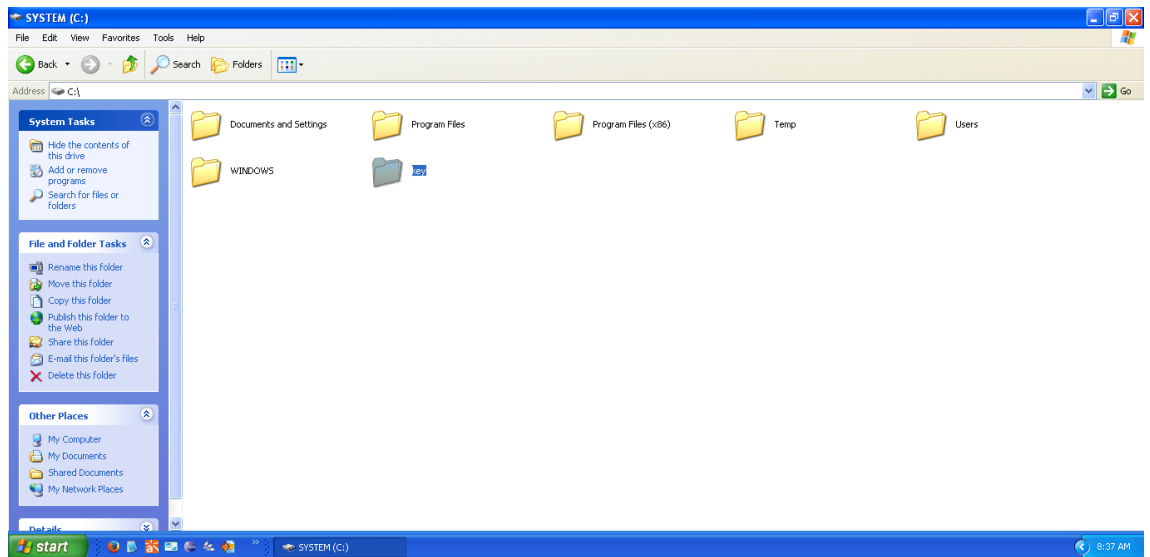 SYSTEM (C:)
File Edit View Favorites Tools Help
Back Search Folders
Address C:\ Go
System Tasks
Hide the contents of
this drive
Add or remove
programs
Search for files or
folders
File and Folder Tasks
Rename this folder
Move this folder
Copy this folder
Publish this folder to
the Web
Share this folder
E-mail this folder's files
Delete this folder
Other Places
My Computer
My Documents
Shared Documents
My Network Places
Details
Documents and Settings Program Files Program Files (x86) Temp Users
WINDOWS key
start SYSTEM (C:) 8:37 AM